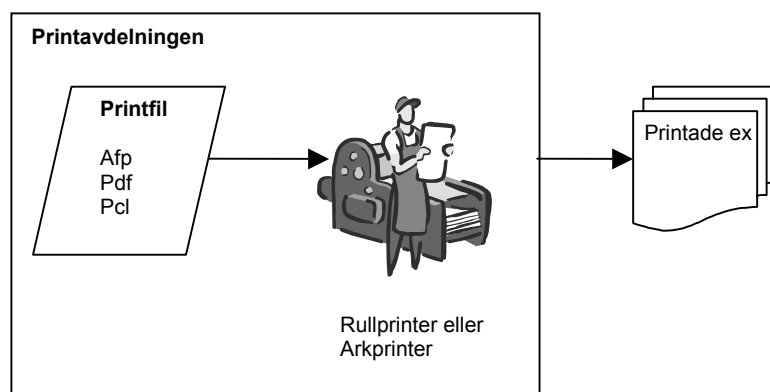 Printavdelningen
Printfil
Afp
Pdf
Pcl
Printade ex
Rullprinter eller
Arkprinter